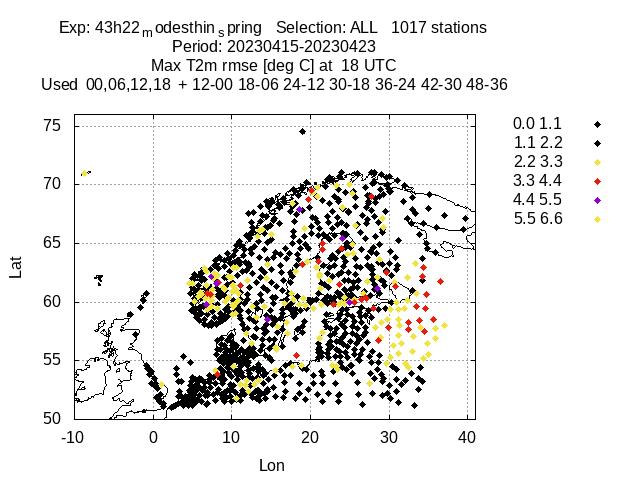 Exp: 43h22modesthinspring Selection: ALL 1017 stations
Period: 20230415-20230423
Max T2m rmse [deg C] at 18 UTC
Used 00,06,12,18 + 12-00 18-06 24-12 30-18 36-24 42-30 48-36
75
70
65
60
55
50
Lat
-10 0 10 20 30 40
Lon
0.0 1.1
1.1 2.2
2.2 3.3
3.3 4.4
4.4 5.5
5.5 6.6